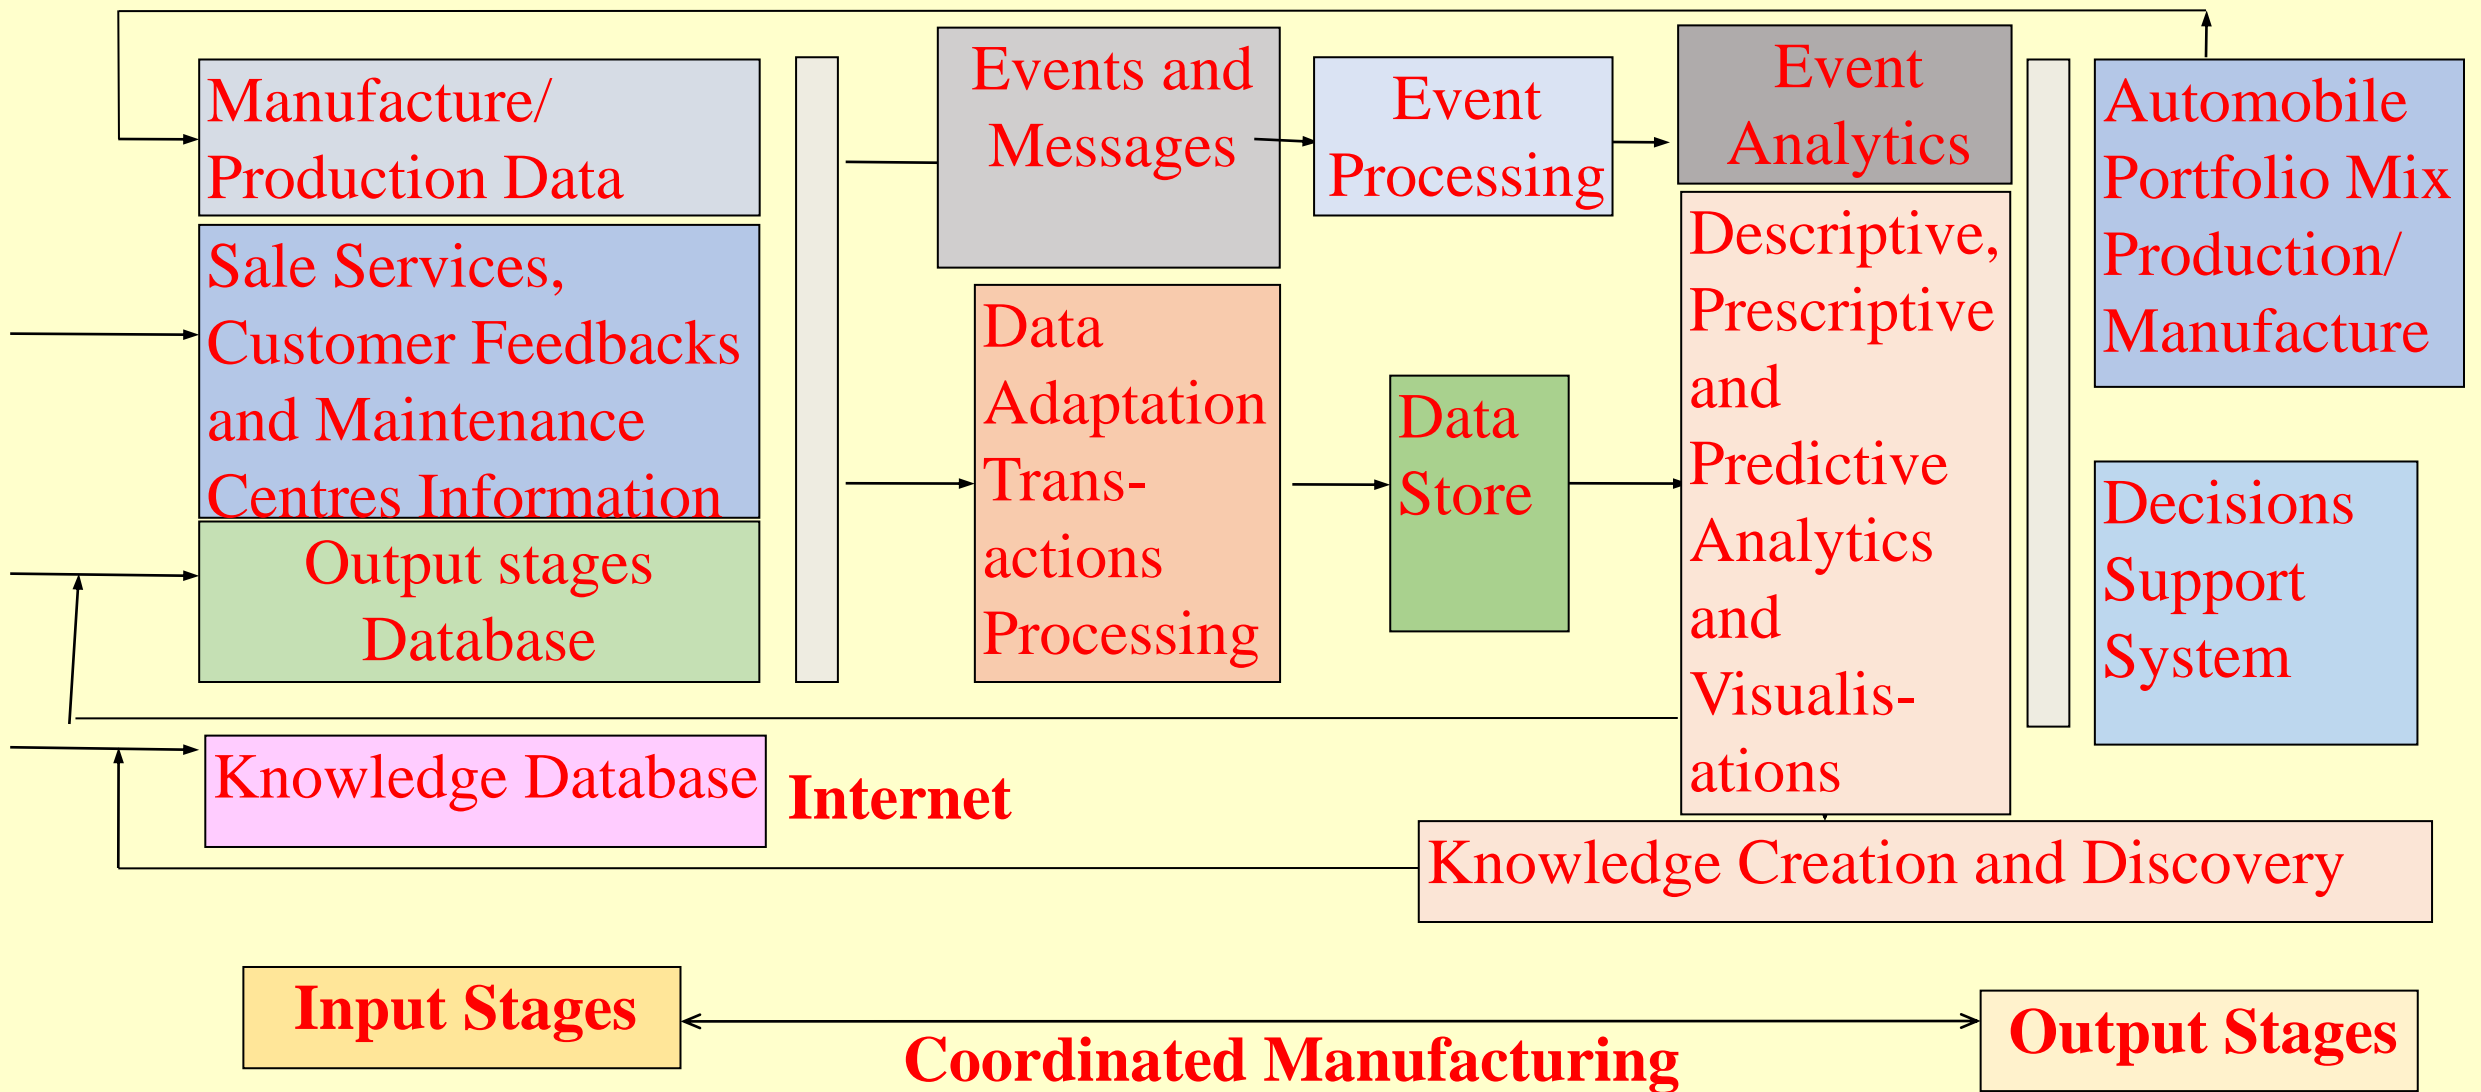 Manufacture/
Production Data
Sale Services,
Customer Feedbacks
and Maintenance
Centres Information
Output stages
Database
Knowledge Database
Internet
Events and
Messages
Event
Processing
Event
Analytics
Data
Adaptation
Trans-
actions
Processing
Data
Store
Descriptive,
Prescriptive
and
Predictive
Analytics
and
Visualis-
ations
Automobile
Portfolio Mix
Production/
Manufacture
Decisions
Support
System
Knowledge Creation and Discovery
Input Stages
Coordinated Manufacturing
Output Stages